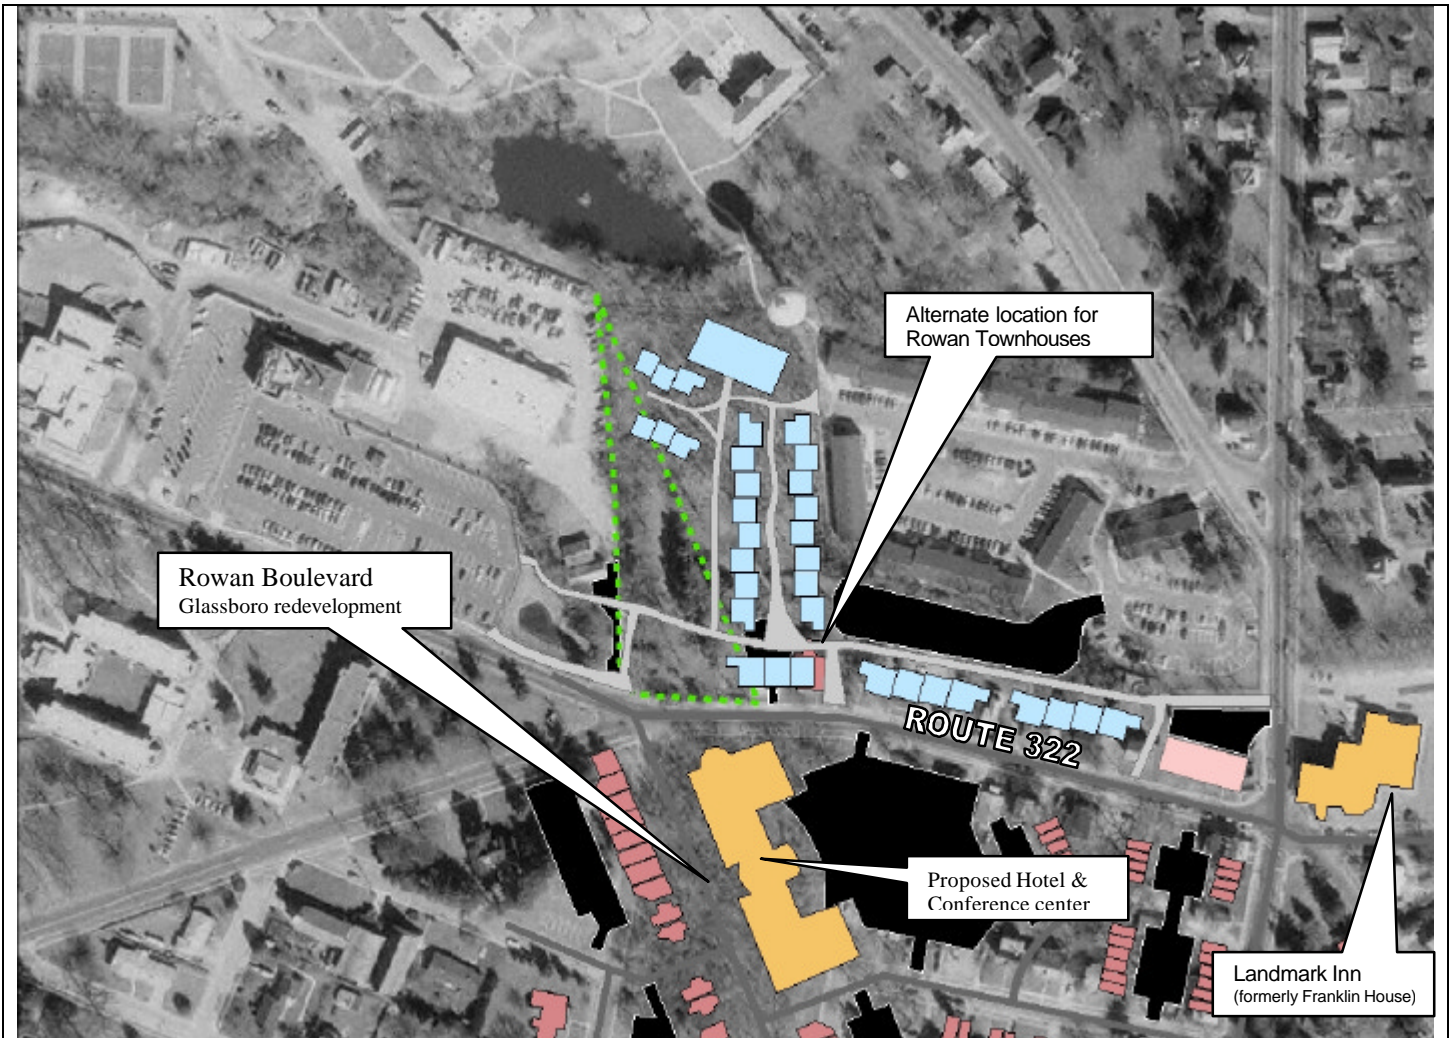 Alternate location for
Rowan Townhouses
Rowan Boulevard
Glassboro redevelopment
ROUTE 322
Proposed Hotel &
Conference center
Landmark Inn
(formerly Franklin House)